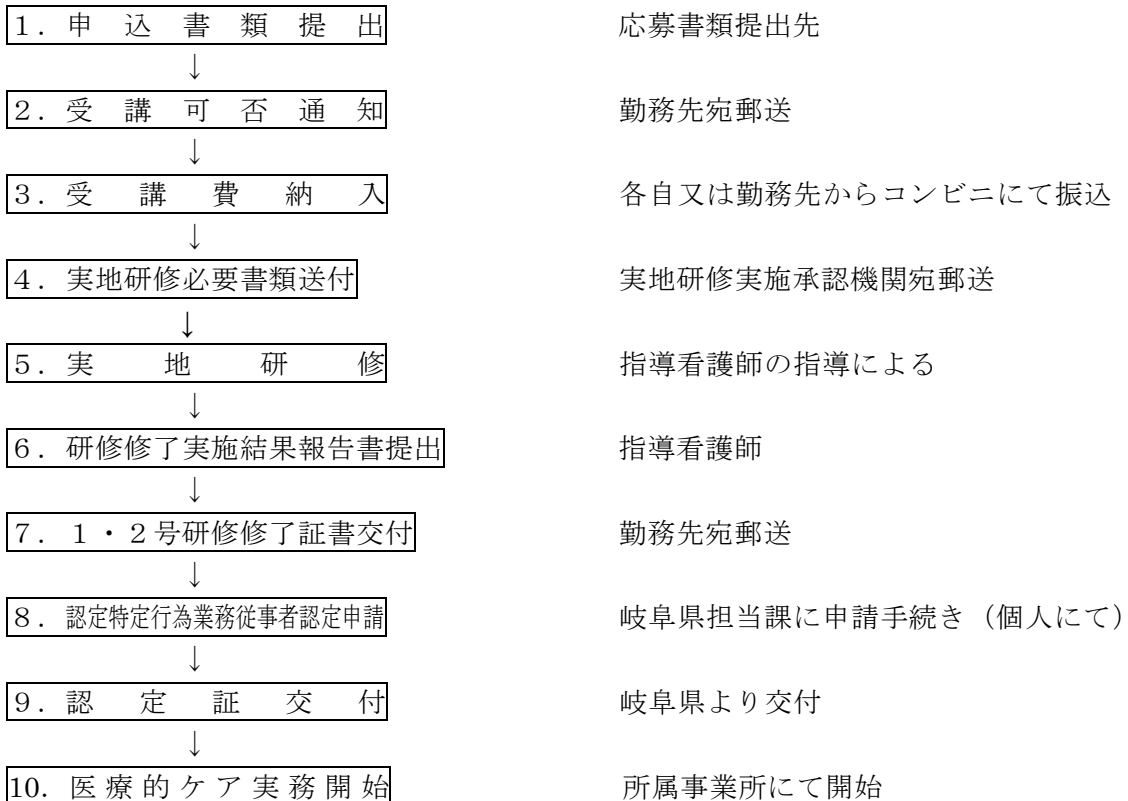 １．申込書類提出　応募書類提出先
↓
２．受講可否通知　勤務先宛郵送
↓
３．受講費納入　各自又は勤務先からコンビニにて振込
↓
４．実地研修必要書類送付　実地研修実施承認機関宛郵送
↓
５．実地研修　指導看護師の指導による
↓
６．研修修了実施結果報告書提出　指導看護師
↓
７．１・２号研修修了証書交付　勤務先宛郵送
↓
８．認定特定行為業務従事者認定申請　岐阜県担当課に申請手続き（個人にて）
↓
９．認定証交付　岐阜県より交付
↓
10．医療的ケア実務開始　所属事業所にて開始